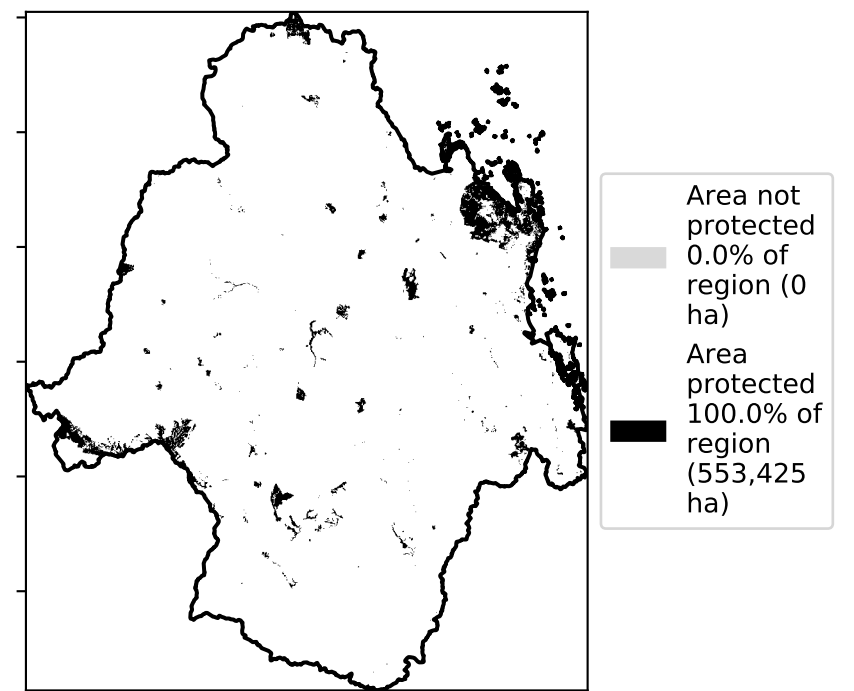 Area not
protected
0.0% of
region (0
ha)
Area
protected
100.0% of
region
(553,425
ha)